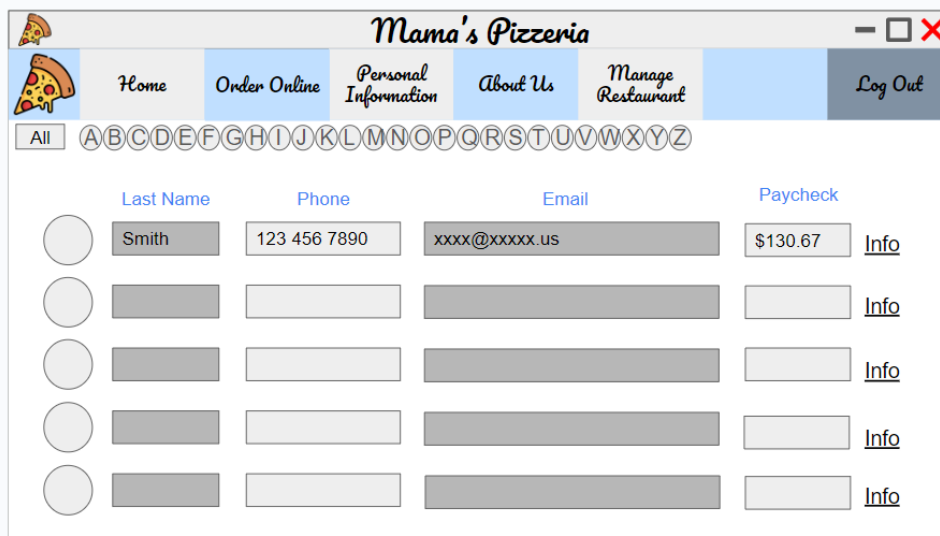 Mama's Pizzeria
Home
Order Online
Personal
Information
About Us
Manage
Restaurant
Log Out
All A B C D E F G H I J K L M N O P Q R S T U V W X Y Z
Last Name Phone Email Paycheck
Smith 123 456 7890 xxxx@xxxxx.us $130.67 Info
Info
Info
Info
Info